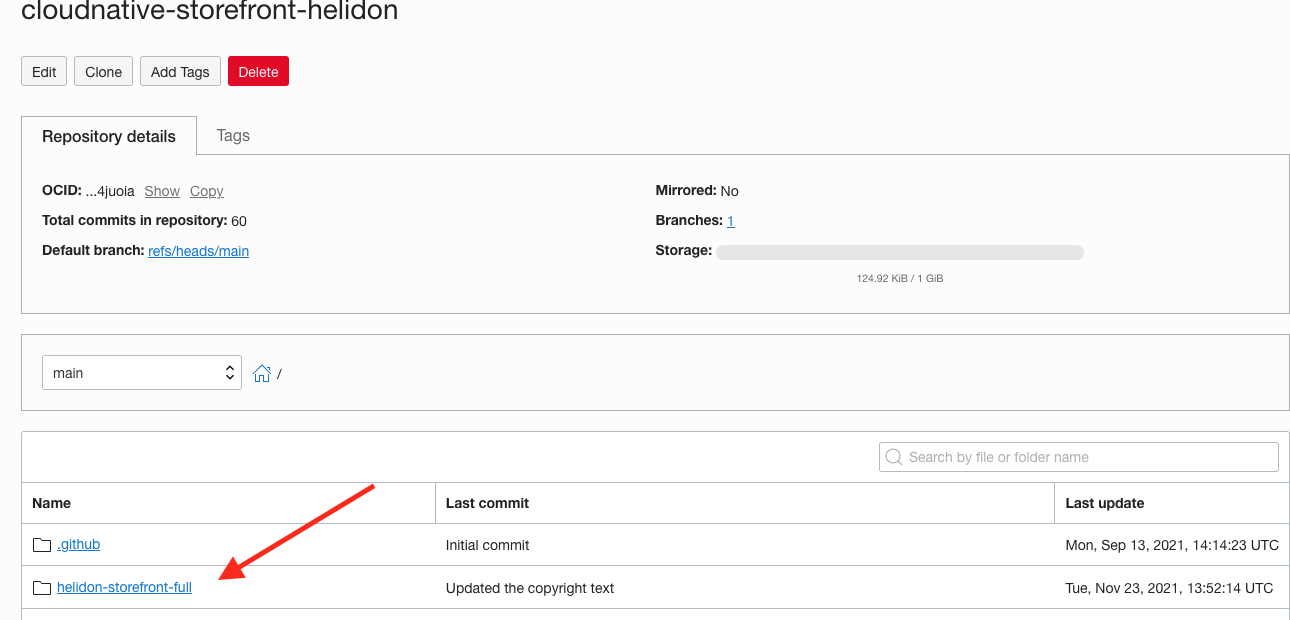 cloudnative-storefront-helidon
Edit Clone Add Tags Delete
Repository details Tags
OCID: ...4juoia Show Copy
Total commits in repository: 60
Default branch: refs/heads/main
Mirrored: No
Branches: 1
Storage:
124.92 KiB / 1 GiB
main /
Search by file or folder name
Name Last commit Last update
.github Initial commit Mon, Sep 13, 2021, 14:14:23 UTC
helidon-storefront-full Updated the copyright text Tue, Nov 23, 2021, 13:52:14 UTC